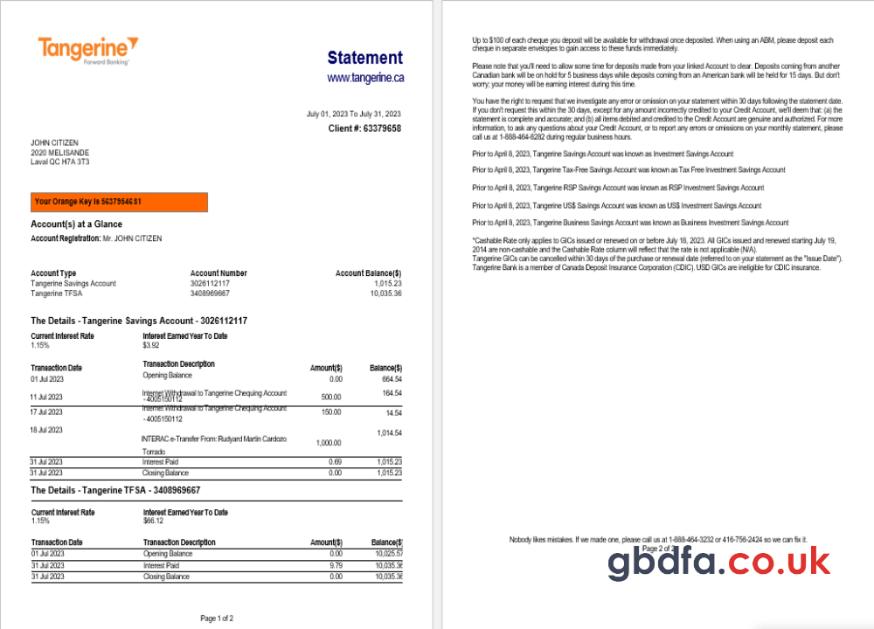 Tangerine
Forward Banking
Statement
www.tangerine.ca
July 01, 2023 To July 31, 2023
Client #: 63379658
JOHN CITIZEN
2020 MELISANDE
Laval QC H7A 3T3
Your Orange Key is 5637954631
Account(s) at a Glance
Account Registration: Mr. JOHN CITIZEN
Account Type Account Number Account Balance($)
Tangerine Savings Account 3026112117 1,015.23
Tangerine TFSA 3408969667 10,035.36
The Details - Tangerine Savings Account - 3026112117
Current Interest Rate Interest Earned Year To Date
1.15% $3.92
Transaction Date Transaction Description Amount($) Balance($)
01 Jul 2023 Opening Balance 0.00 664.54
11 Jul 2023 Internet Withdrawal to Tangerine Chequing Account 500.00 164.54
- 4005150112
17 Jul 2023 Internet Withdrawal to Tangerine Chequing Account 150.00 14.54
- 4005150112
18 Jul 2023 INTERAC e-Transfer From: Rudyard Martin Cardozo 1,000.00 1,014.54
Torrado
31 Jul 2023 Interest Paid 0.69 1,015.23
31 Jul 2023 Closing Balance 0.00 1,015.23
The Details - Tangerine TFSA - 3408969667
Current Interest Rate Interest Earned Year To Date
1.15% $66.12
Transaction Date Transaction Description Amount($) Balance($)
01 Jul 2023 Opening Balance 0.00 10,025.57
31 Jul 2023 Interest Paid 9.79 10,035.36
31 Jul 2023 Closing Balance 0.00 10,035.36
Page 1 of 2
Up to $100 of each cheque you deposit will be available for withdrawal once deposited. When using an ABM, please deposit each
cheque in separate envelopes to gain access to these funds immediately.
Please note that you'll need to allow some time for deposits made from your linked Account to clear. Deposits coming from another
Canadian bank will be on hold for 5 business days while deposits coming from an American bank will be held for 15 days. But don't
worry; your money will be earning interest during this time.
You have the right to request that we investigate any error or omission on your statement within 30 days following the statement date.
If you don't request this within the 30 days, except for any amount incorrectly credited to your Credit Account, we'll deem that: (a) the
statement is complete and accurate; and (b) all items debited and credited to the Credit Account are genuine and authorized. For more
information, to ask any questions about your Credit Account, or to report any errors or omissions on your monthly statement, please
call us at 1-888-464-6282 during regular business hours.
Prior to April 8, 2023, Tangerine Savings Account was known as Investment Savings Account
Prior to April 8, 2023, Tangerine Tax-Free Savings Account was known as Tax Free Investment Savings Account
Prior to April 8, 2023, Tangerine RSP Savings Account was known as RSP Investment Savings Account
Prior to April 8, 2023, Tangerine US$ Savings Account was known as US$ Investment Savings Account
Prior to April 8, 2023, Tangerine Business Savings Account was known as Business Investment Savings Account
*Cashable Rate only applies to GICs issued or renewed on or before July 18, 2023. All GICs issued and renewed starting July 19,
2014 are non-cashable and the Cashable Rate column will reflect that the rate is not applicable (N/A).
Tangerine GICs can be cancelled within 30 days of the purchase or renewal date (referred to on your statement as the "Issue Date").
Tangerine Bank is a member of Canada Deposit Insurance Corporation (CDIC). USD GICs are ineligible for CDIC insurance.
Nobody likes mistakes. If we made one, please call us at 1-888-464-3232 or 416-756-2424 so we can fix it.
Page 2 of 2
gbdfa.co.uk